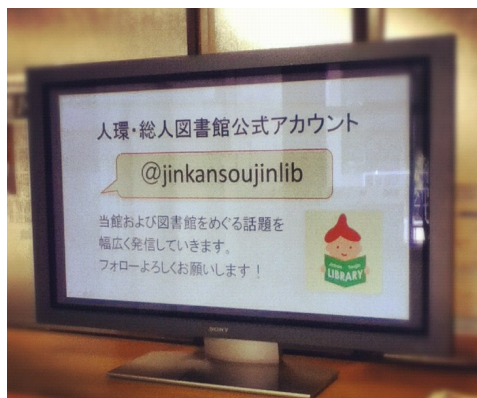 人環・総人図書館公式アカウント
@jinkansoujinlib
当館および図書館をめぐる話題を
幅広く発信していきます。
フォローよろしくお願いします！
LIBRARY
SONY